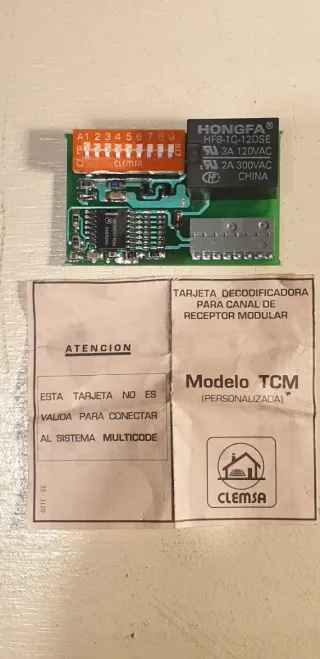 A 1 2 3 4 5 6 7 8 9
B
C
CLEMSA
HONGFA
HF8-1C-12DSE
3A 120VAC
2A 300VAC
CHINA
ATENCION
ESTA TARJETA NO ES
VALIDA PARA CONECTAR
AL SISTEMA MULTICODE
TARJETA DECODIFICADORA
PARA CANAL DE
RECEPTOR MODULAR
Modelo TCM
(PERSONALIZADA)
CLEMSA